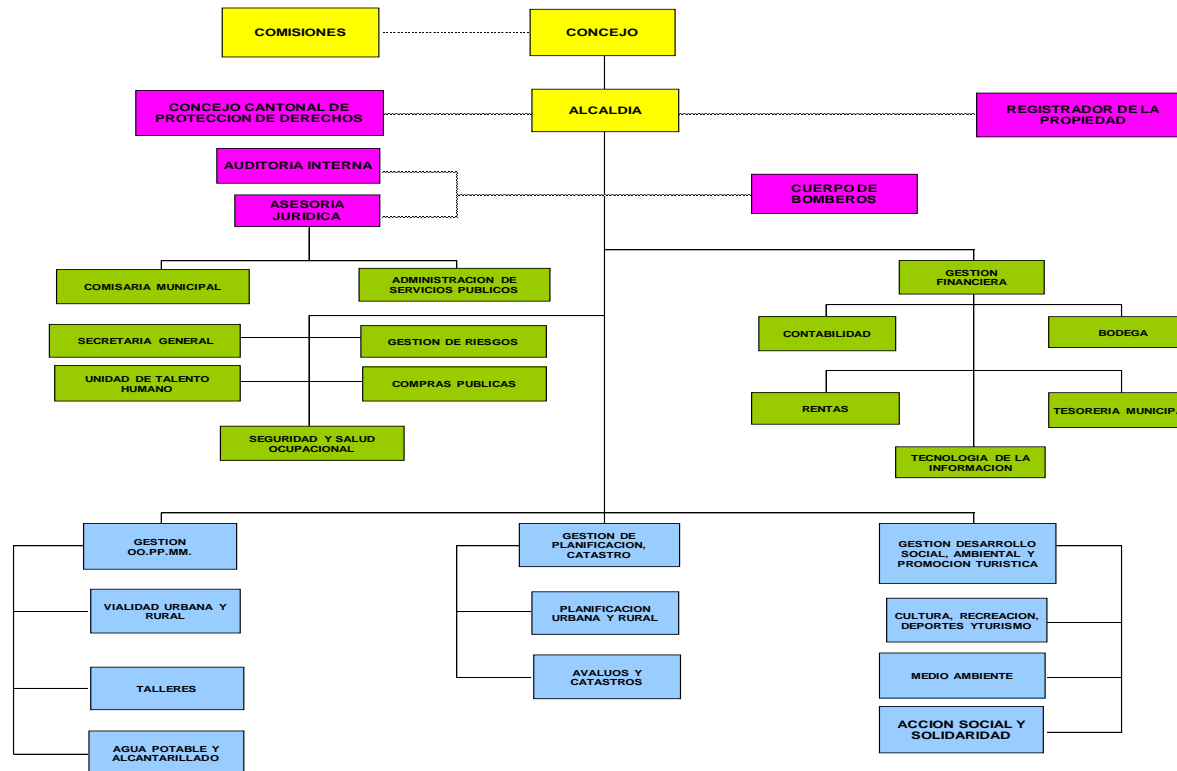 COMISIONES
CONCEJO
CONCEJO CANTONAL DE
PROTECCION DE DERECHOS
ALCALDIA
REGISTRADOR DE LA
PROPIEDAD
AUDITORIA INTERNA
ASESORIA
JURIDICA
CUERPO DE
BOMBEROS
COMISARIA MUNICIPAL
ADMINISTRACION DE
SERVICIOS PUBLICOS
GESTION
FINANCIERA
SECRETARIA GENERAL
GESTION DE RIESGOS
CONTABILIDAD
BODEGA
UNIDAD DE TALENTO
HUMANO
COMPRAS PUBLICAS
RENTAS
TESORERIA MUNICIP
SEGURIDAD Y SALUD
OCUPACIONAL
TECNOLOGIA DE LA
INFORMACION
GESTION
OO.PP.MM.
GESTION DE
PLANIFICACION,
CATASTRO
GESTION DESARROLLO
SOCIAL, AMBIENTAL Y
PROMOCION TURISTICA
VIALIDAD URBANA Y
RURAL
PLANIFICACION
URBANA Y RURAL
CULTURA, RECREACION,
DEPORTES YTURISMO
TALLERES
AVALUOS Y
CATASTROS
MEDIO AMBIENTE
AGUA POTABLE Y
ALCANTARILLADO
ACCION SOCIAL Y
SOLIDARIDAD